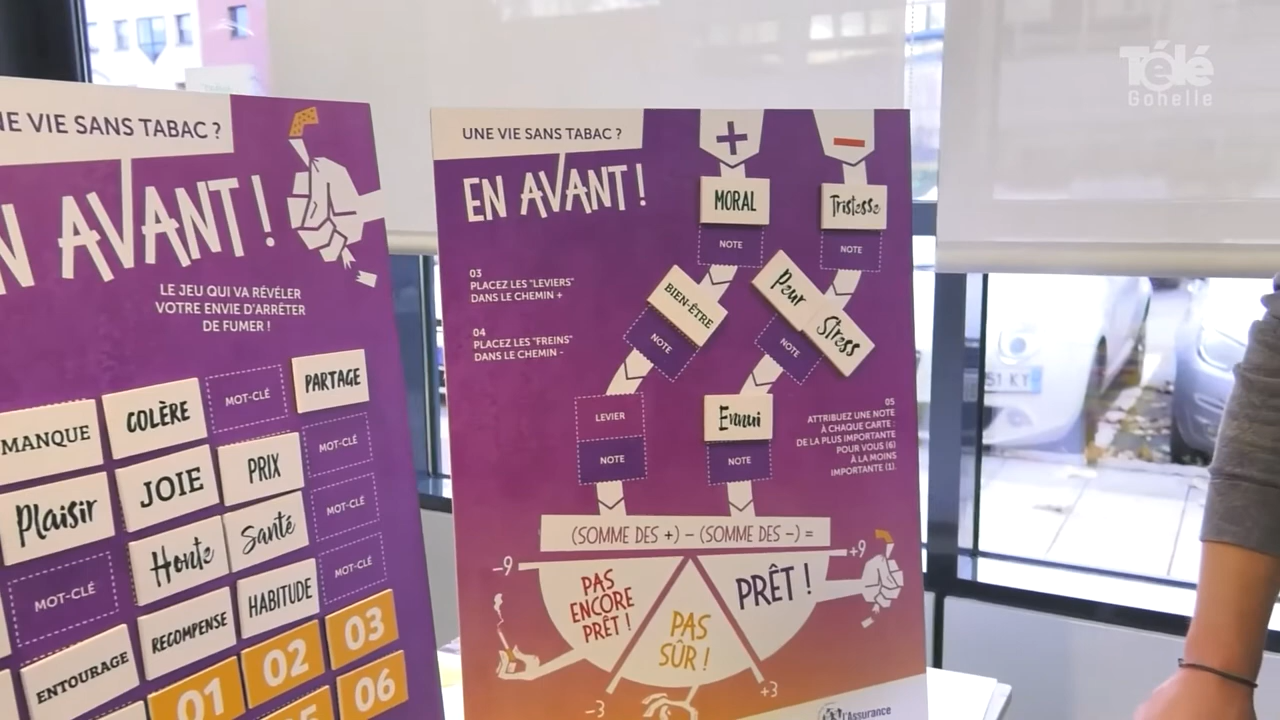 Télé
Gohelle
NE VIE SANS TABAC ?
N AVANT !
LE JEU QUI VA RÉVÉLER
VOTRE ENVIE D'ARRÊTER
DE FUMER !
MANQUE
COLÈRE
MOT-CLÉ
PARTAGE
Plaisir
JOIE
PRIX
MOT-CLÉ
MOT-CLÉ
Honte
Santé
MOT-CLÉ
ENTOURAGE
RECOMPENSE
HABITUDE
MOT-CLÉ
01
02
03
06
UNE VIE SANS TABAC ?
EN AVANT !
+
−
MORAL
NOTE
Tristesse
NOTE
03
PLACEZ LES "LEVIERS"
DANS LE CHEMIN +
04
PLACEZ LES "FREINS"
DANS LE CHEMIN -
BIEN-ÊTRE
NOTE
Peur
Stress
NOTE
LEVIER
NOTE
Ennui
NOTE
05
ATTRIBUEZ UNE NOTE
À CHAQUE CARTE :
DE LA PLUS IMPORTANTE
POUR VOUS (6)
À LA MOINS
IMPORTANTE (1).
(SOMME DES +) – (SOMME DES –) =
–9
+9
PAS
ENCORE
PRÊT !
PAS
SÛR !
PRÊT !
–3
+3
l'Assurance
51 KY